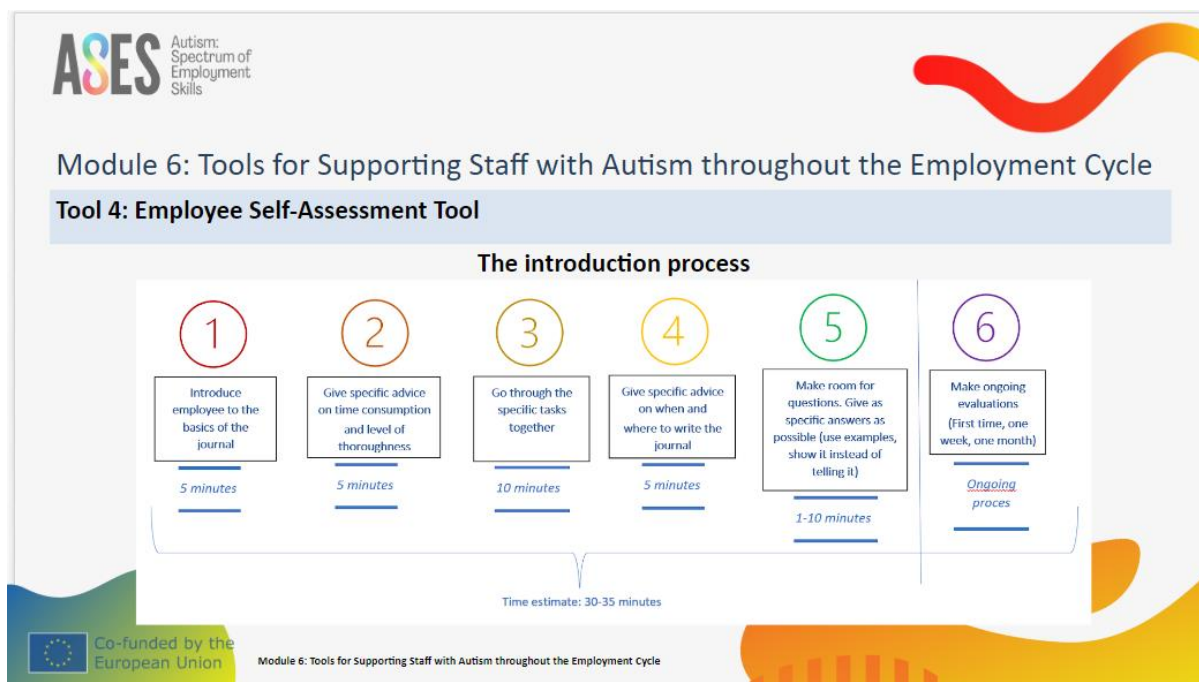 ASES
Autism:
Spectrum of
Employment
Skills
Module 6: Tools for Supporting Staff with Autism throughout the Employment Cycle
Tool 4: Employee Self-Assessment Tool
The introduction process
1
Introduce
employee to the
basics of the
journal
5 minutes
2
Give specific advice
on time consumption
and level of
thoroughness
5 minutes
3
Go through the
specific tasks
together
10 minutes
4
Give specific advice
on when and
where to write the
journal
5 minutes
5
Make room for
questions. Give as
specific answers as
possible (use examples,
show it instead of
telling it)
1-10 minutes
6
Make ongoing
evaluations
(First time, one
week, one month)
Ongoing
proces
Time estimate: 30-35 minutes
Co-funded by the
European Union
Module 6: Tools for Supporting Staff with Autism throughout the Employment Cycle